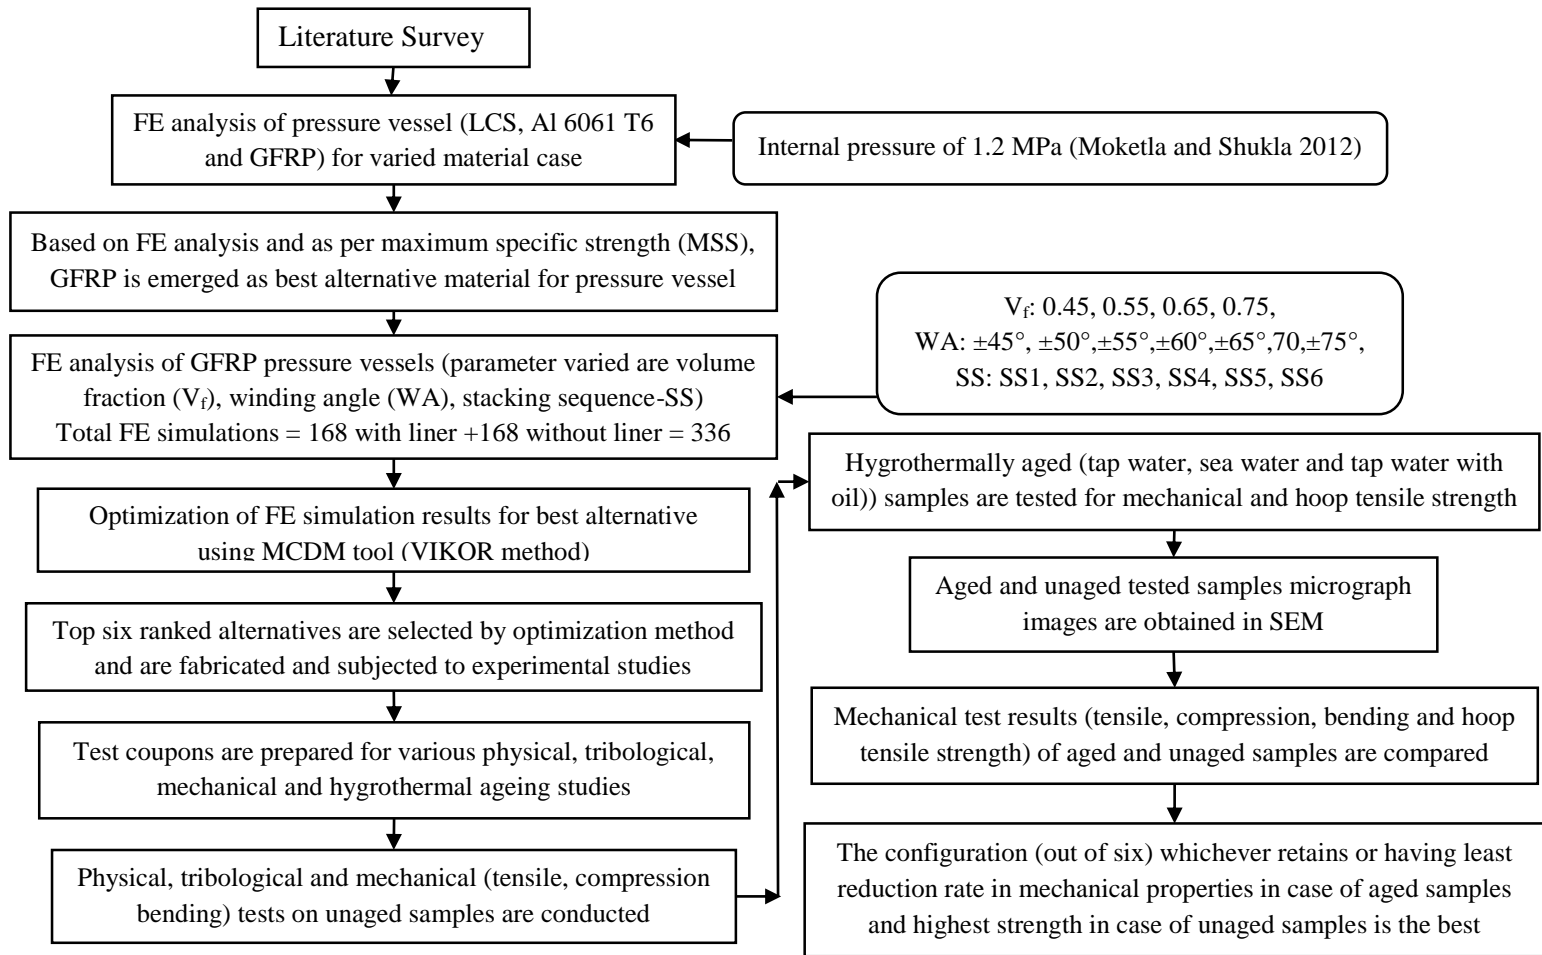 Literature Survey
FE analysis of pressure vessel (LCS, Al 6061 T6
and GFRP) for varied material case
Internal pressure of 1.2 MPa (Moketla and Shukla 2012)
Based on FE analysis and as per maximum specific strength (MSS),
GFRP is emerged as best alternative material for pressure vessel
V_f: 0.45, 0.55, 0.65, 0.75,
WA: ±45°, ±50°,±55°,±60°,±65°,70,±75°,
SS: SS1, SS2, SS3, SS4, SS5, SS6
FE analysis of GFRP pressure vessels (parameter varied are volume
fraction (V_f), winding angle (WA), stacking sequence-SS)
Total FE simulations = 168 with liner +168 without liner = 336
Optimization of FE simulation results for best alternative
using MCDM tool (VIKOR method)
Top six ranked alternatives are selected by optimization method
and are fabricated and subjected to experimental studies
Test coupons are prepared for various physical, tribological,
mechanical and hygrothermal ageing studies
Physical, tribological and mechanical (tensile, compression
bending) tests on unaged samples are conducted
Hygrothermally aged (tap water, sea water and tap water with
oil)) samples are tested for mechanical and hoop tensile strength
Aged and unaged tested samples micrograph
images are obtained in SEM
Mechanical test results (tensile, compression, bending and hoop
tensile strength) of aged and unaged samples are compared
The configuration (out of six) whichever retains or having least
reduction rate in mechanical properties in case of aged samples
and highest strength in case of unaged samples is the best